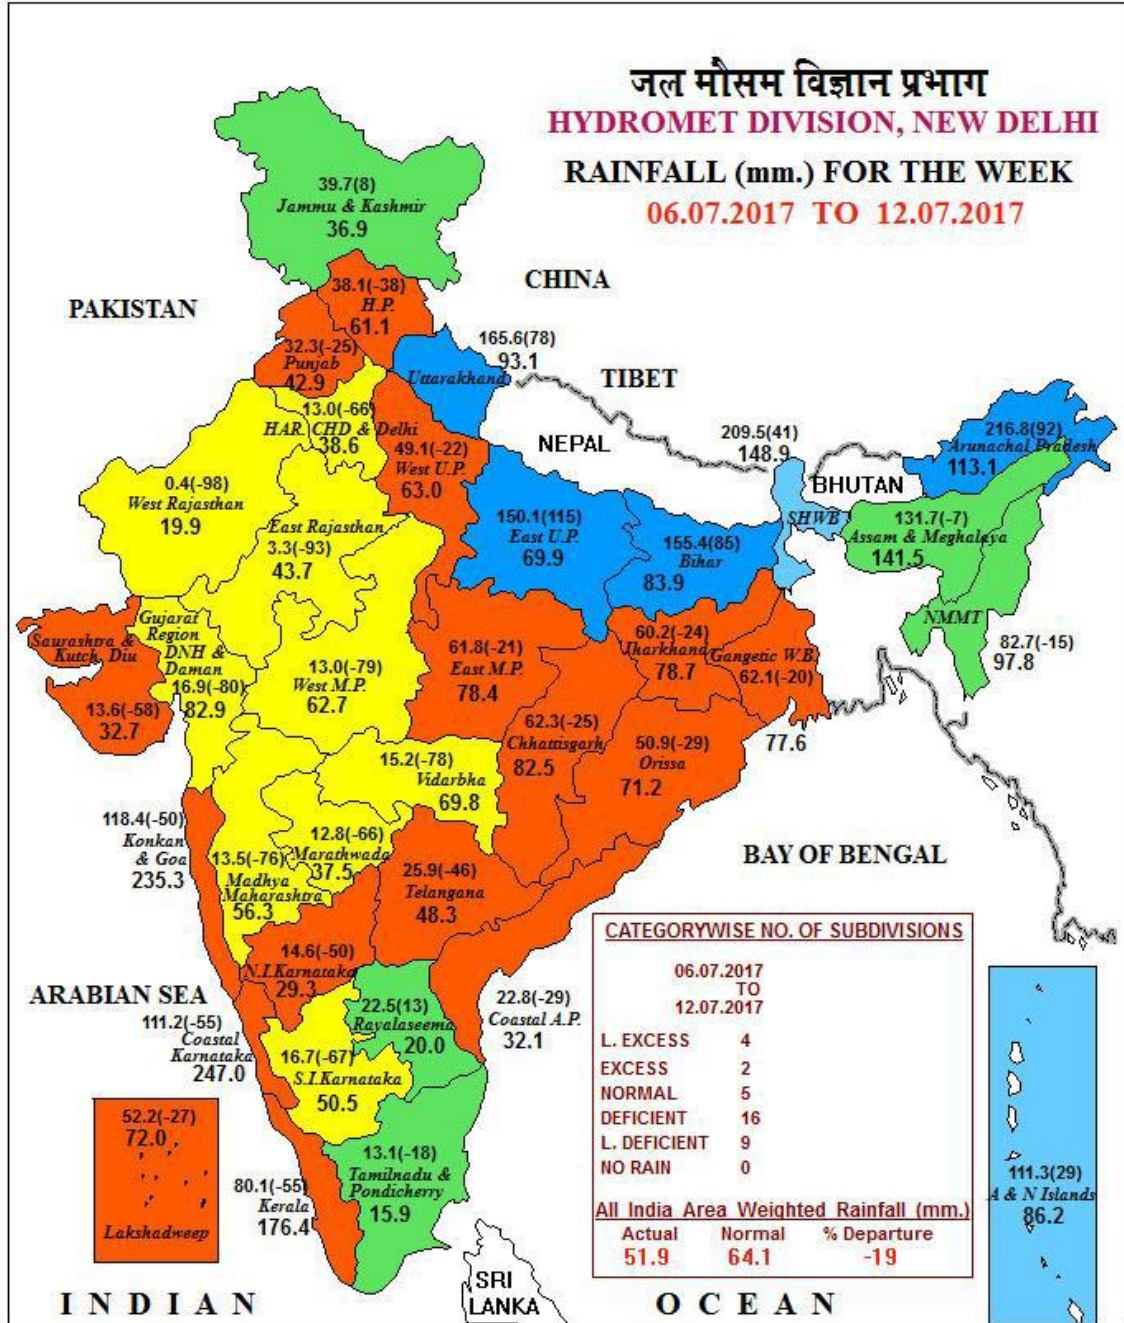 जल मौसम विज्ञान प्रभाग
HYDROMET DIVISION, NEW DELHI
RAINFALL (mm.) FOR THE WEEK
06.07.2017 TO 12.07.2017
39.7(8)
Jammu & Kashmir
36.9
CHINA
PAKISTAN
38.1(-38)
H.P.
61.1
32.3(-25)
Punjab
42.9
165.6(78)
93.1
Uttarakhand
TIBET
13.0(-66)
HAR. CHD & Delhi
38.6
49.1(-22)
West U.P.
63.0
NEPAL
209.5(41)
148.9
SHWB
BHUTAN
216.8(92)
Arunachal Pradesh
113.1
0.4(-98)
West Rajasthan
19.9
East Rajasthan
3.3(-93)
43.7
150.1(115)
East U.P.
69.9
155.4(85)
Bihar
83.9
131.7(-7)
Assam & Meghalaya
141.5
NMMT
82.7(-15)
97.8
Saurashtra &
Kutch, Diu
13.6(-58)
32.7
Gujarat
Region
DNH &
Daman
16.9(-80)
82.9
13.0(-79)
West M.P.
62.7
61.8(-21)
East M.P.
78.4
60.2(-24)
Jharkhand
78.7
Gangetic W.B.
62.1(-20)
77.6
62.3(-25)
Chhattisgarh
82.5
50.9(-29)
Orissa
71.2
15.2(-78)
Vidarbha
69.8
118.4(-50)
Konkan
& Goa
235.3
13.5(-76)
Madhya
Maharashtra
56.3
12.8(-66)
Marathwada
37.5
25.9(-46)
Telangana
48.3
BAY OF BENGAL
14.6(-50)
N.I.Karnataka
29.3
ARABIAN SEA
111.2(-55)
Coastal
Karnataka
247.0
22.5(13)
Rayalaseema
20.0
22.8(-29)
Coastal A.P.
32.1
16.7(-67)
S.I.Karnataka
50.5
52.2(-27)
72.0
Lakshadweep
80.1(-55)
Kerala
176.4
13.1(-18)
Tamilnadu &
Pondicherry
15.9
CATEGORYWISE NO. OF SUBDIVISIONS
06.07.2017
TO
12.07.2017
L. EXCESS 4
EXCESS 2
NORMAL 5
DEFICIENT 16
L. DEFICIENT 9
NO RAIN 0
All India Area Weighted Rainfall (mm.)
Actual Normal % Departure
51.9 64.1 -19
111.3(29)
A & N Islands
86.2
SRI
LANKA
INDIAN OCEAN